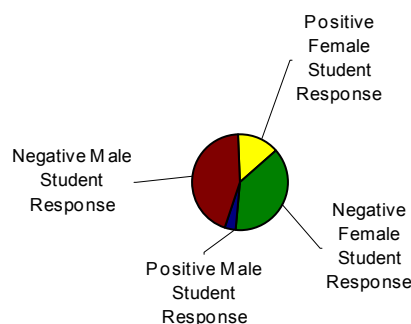 Positive
Female
Student
Response
Negative Male
Student
Response
Negative
Female
Student
Response
Positive Male
Student
Response